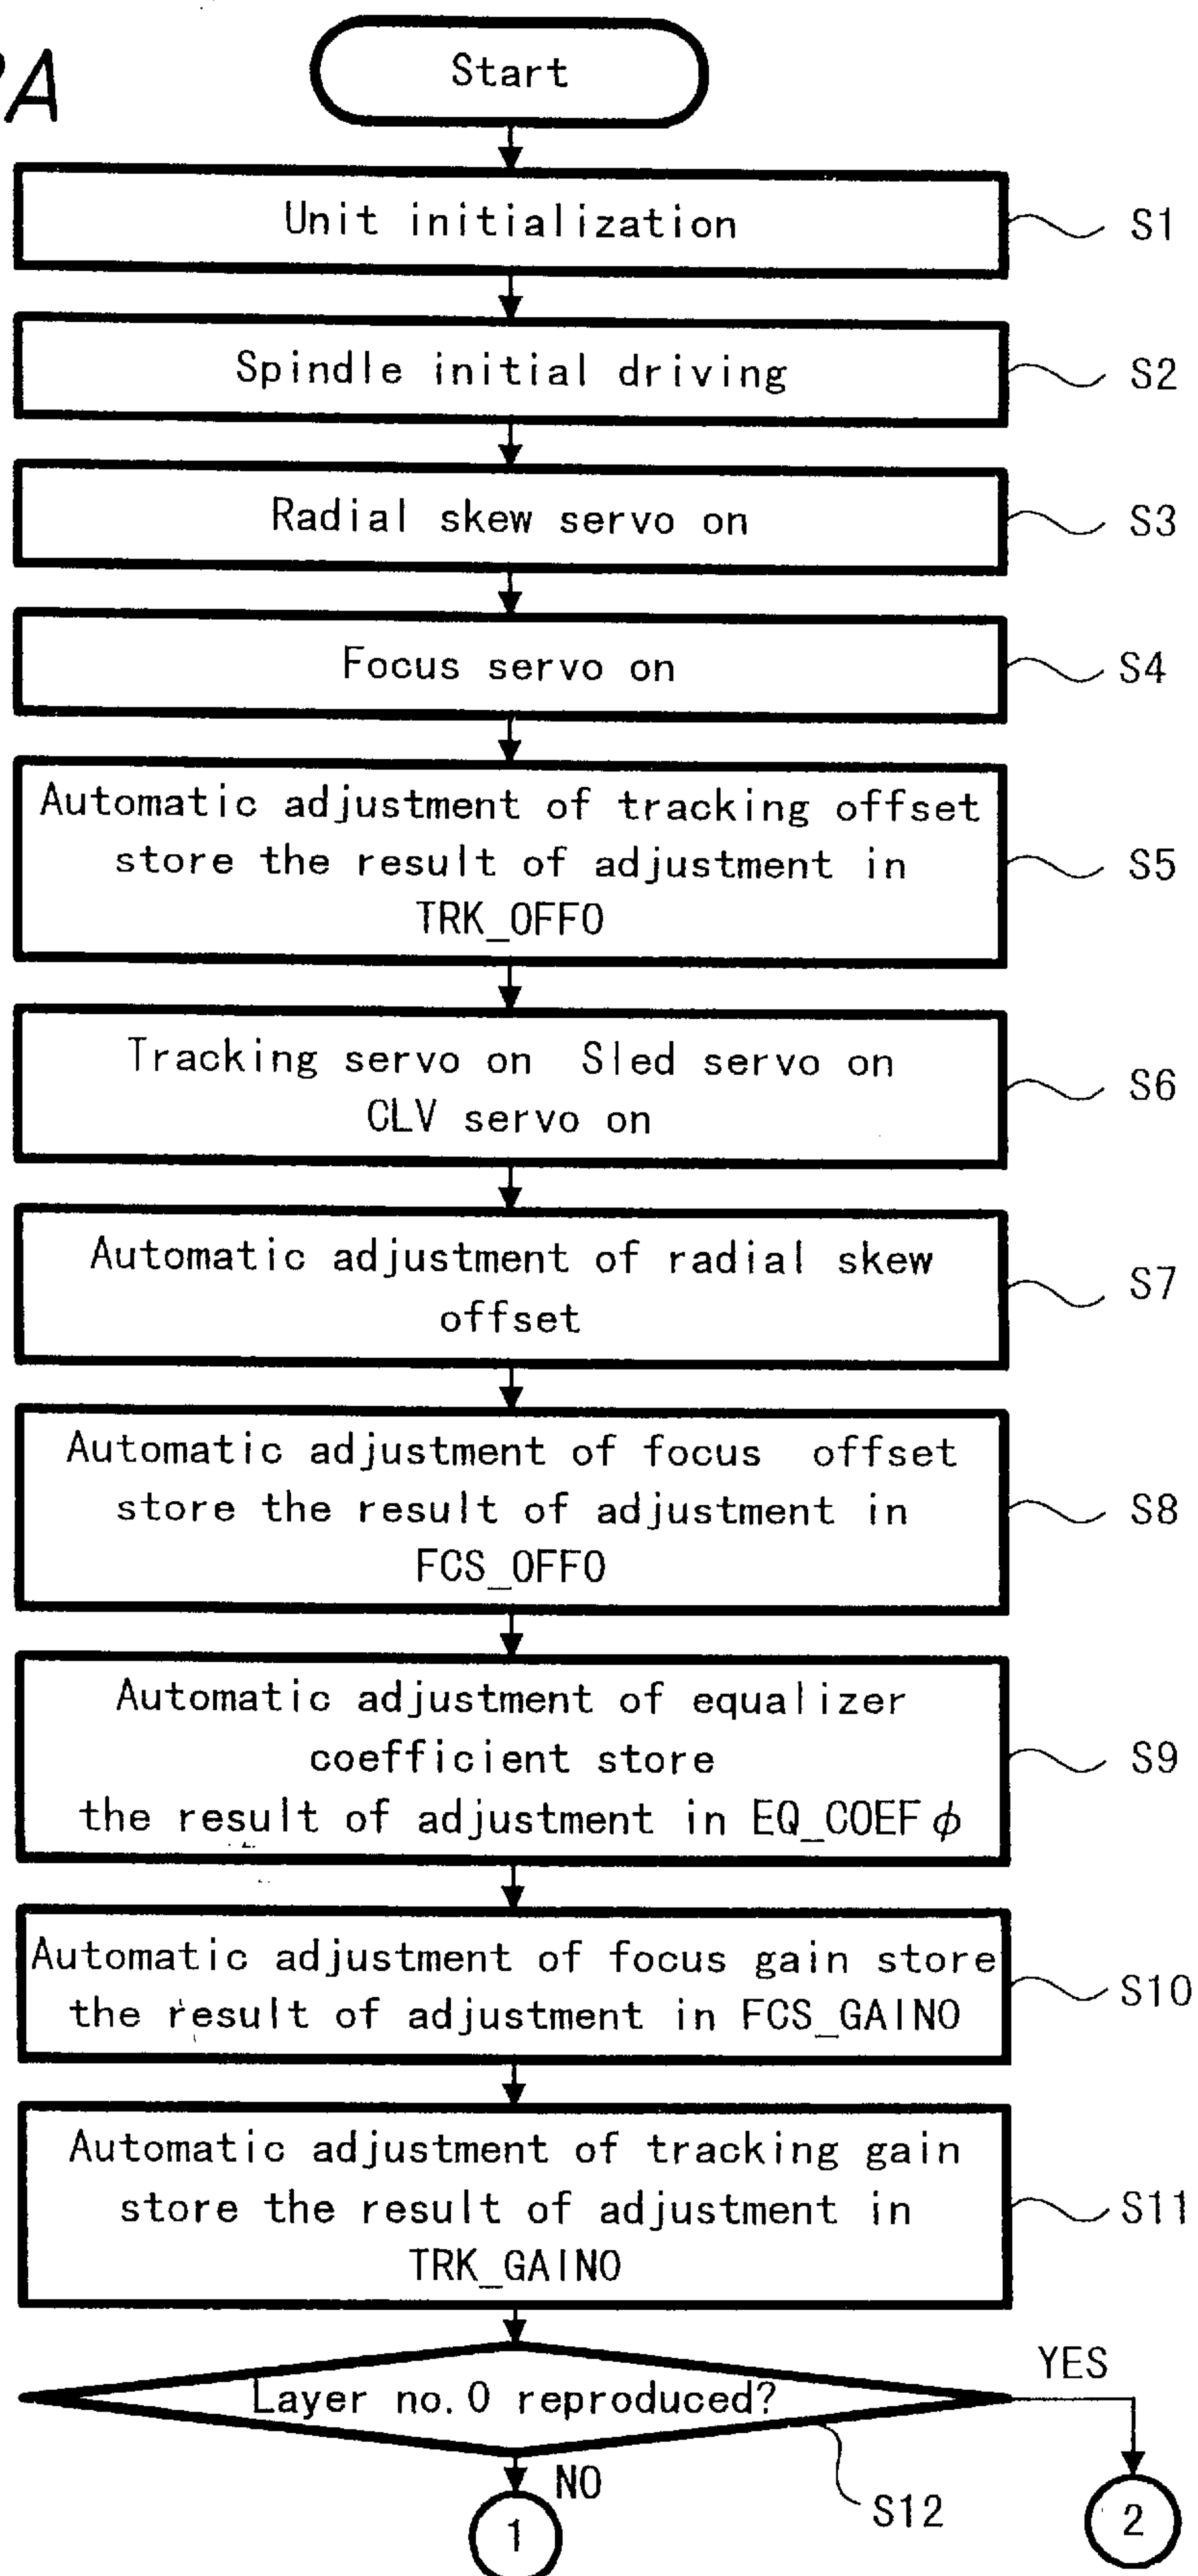 A
Start
Unit initialization
S1
Spindle initial driving
S2
Radial skew servo on
S3
Focus servo on
S4
Automatic adjustment of tracking offset
store the result of adjustment in
TRK_OFF0
S5
Tracking servo on Sled servo on
CLV servo on
S6
Automatic adjustment of radial skew
offset
S7
Automatic adjustment of focus offset
store the result of adjustment in
FCS_OFF0
S8
Automatic adjustment of equalizer
coefficient store
the result of adjustment in EQ_COEFφ
S9
Automatic adjustment of focus gain store
the result of adjustment in FCS_GAIN0
S10
Automatic adjustment of tracking gain
store the result of adjustment in
TRK_GAIN0
S11
Layer no.0 reproduced?
YES
NO
S12
1
2